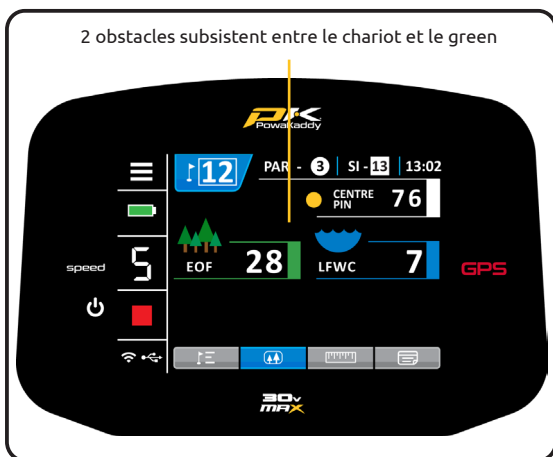 2 obstacles subsistent entre le chariot et le green
PK
PowaKaddy
12 PAR - 3 SI - 13 13:02
CENTRE PIN 76
speed 5
EOF 28 LFWC 7
GPS
30v
MAX